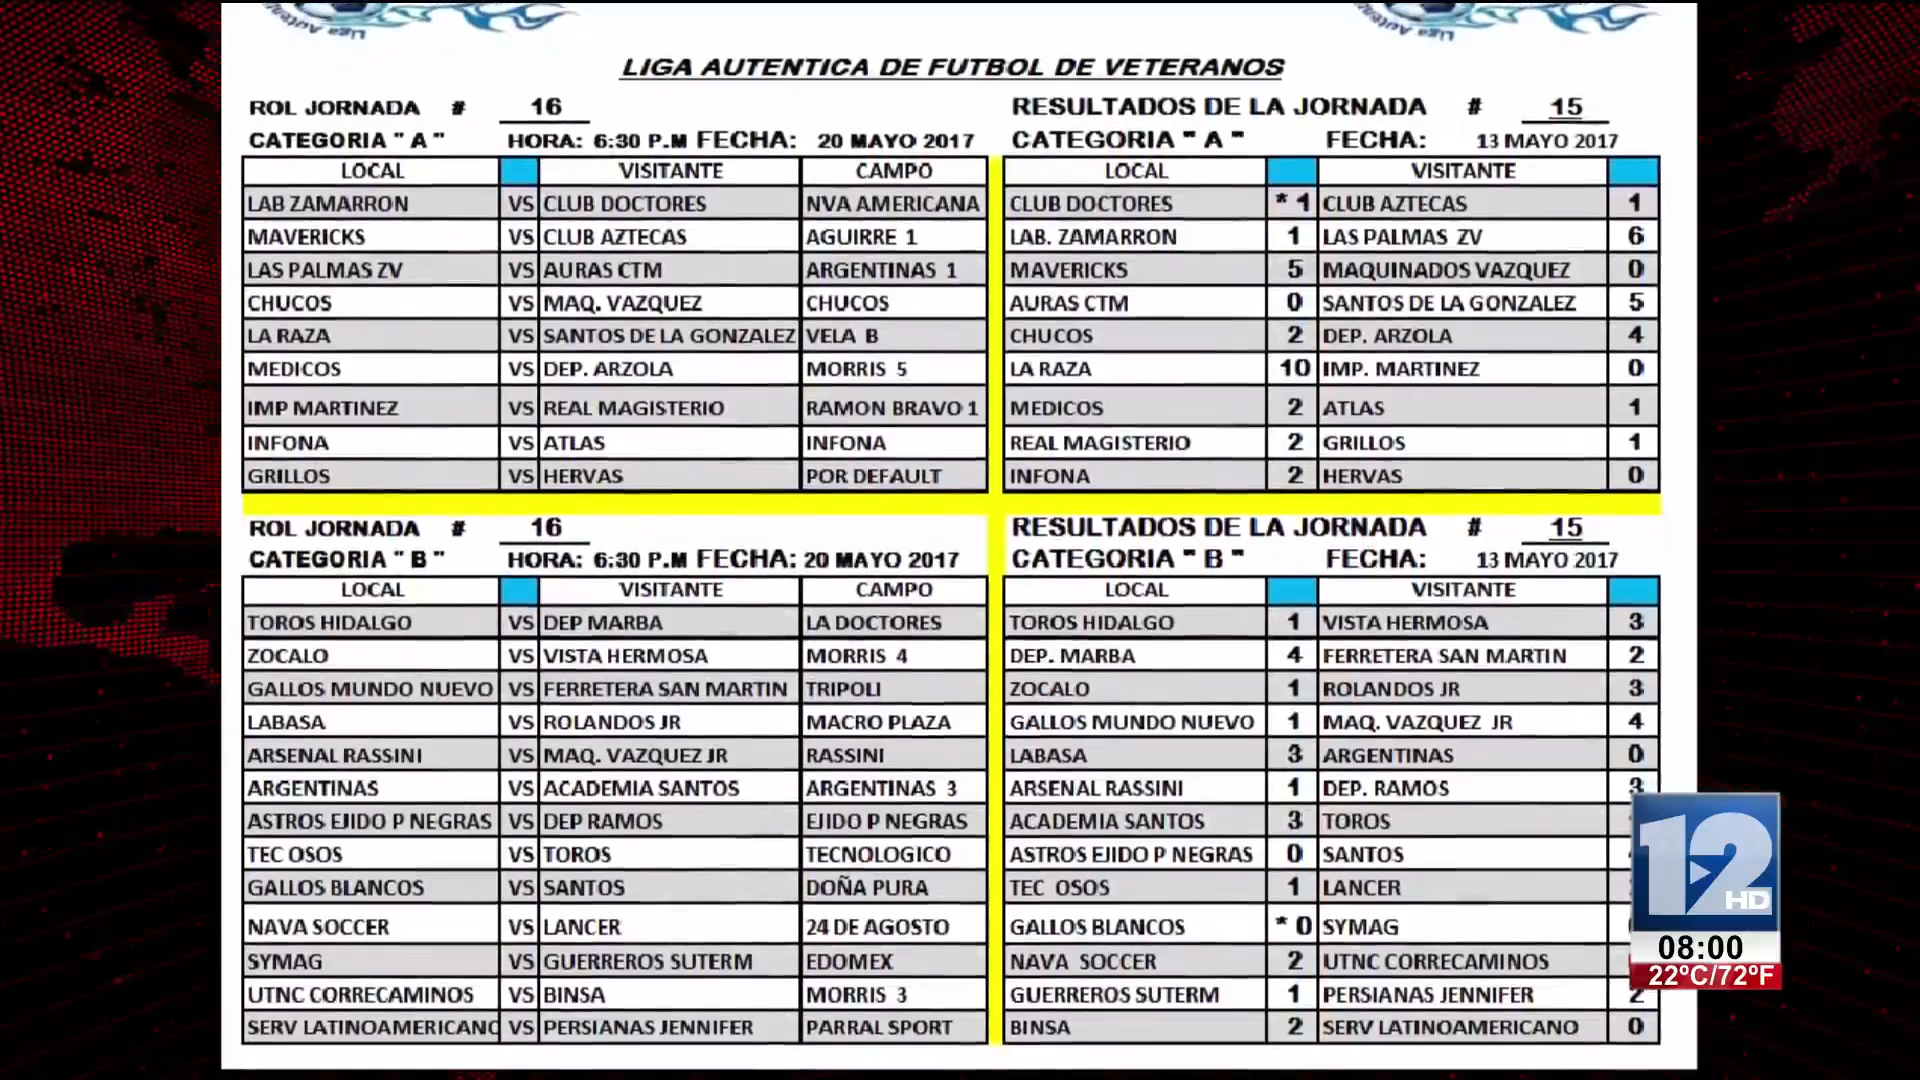 Liga Autent
Liga Auten
LIGA AUTENTICA DE FUTBOL DE VETERANOS
ROL JORNADA # 16
CATEGORIA " A " HORA: 6:30 P.M FECHA: 20 MAYO 2017
LOCAL VISITANTE CAMPO
LAB ZAMARRON VS CLUB DOCTORES NVA AMERICANA
MAVERICKS VS CLUB AZTECAS AGUIRRE 1
LAS PALMAS ZV VS AURAS CTM ARGENTINAS 1
CHUCOS VS MAQ. VAZQUEZ CHUCOS
LA RAZA VS SANTOS DE LA GONZALEZ VELA B
MEDICOS VS DEP. ARZOLA MORRIS 5
IMP MARTINEZ VS REAL MAGISTERIO RAMON BRAVO 1
INFONA VS ATLAS INFONA
GRILLOS VS HERVAS POR DEFAULT
RESULTADOS DE LA JORNADA # 15
CATEGORIA " A " FECHA: 13 MAYO 2017
LOCAL VISITANTE
CLUB DOCTORES * 1 CLUB AZTECAS 1
LAB. ZAMARRON 1 LAS PALMAS ZV 6
MAVERICKS 5 MAQUINADOS VAZQUEZ 0
AURAS CTM 0 SANTOS DE LA GONZALEZ 5
CHUCOS 2 DEP. ARZOLA 4
LA RAZA 10 IMP. MARTINEZ 0
MEDICOS 2 ATLAS 1
REAL MAGISTERIO 2 GRILLOS 1
INFONA 2 HERVAS 0
ROL JORNADA # 16
CATEGORIA " B " HORA: 6:30 P.M FECHA: 20 MAYO 2017
LOCAL VISITANTE CAMPO
TOROS HIDALGO VS DEP MARBA LA DOCTORES
ZOCALO VS VISTA HERMOSA MORRIS 4
GALLOS MUNDO NUEVO VS FERRETERA SAN MARTIN TRIPOLI
LABASA VS ROLANDOS JR MACRO PLAZA
ARSENAL RASSINI VS MAQ. VAZQUEZ JR RASSINI
ARGENTINAS VS ACADEMIA SANTOS ARGENTINAS 3
ASTROS EJIDO P NEGRAS VS DEP RAMOS EJIDO P NEGRAS
TEC OSOS VS TOROS TECNOLOGICO
GALLOS BLANCOS VS SANTOS DOÑA PURA
NAVA SOCCER VS LANCER 24 DE AGOSTO
SYMAG VS GUERREROS SUTERM EDOMEX
UTNC CORRECAMINOS VS BINSA MORRIS 3
SERV LATINOAMERICANO VS PERSIANAS JENNIFER PARRAL SPORT
RESULTADOS DE LA JORNADA # 15
CATEGORIA " B " FECHA: 13 MAYO 2017
LOCAL VISITANTE
TOROS HIDALGO 1 VISTA HERMOSA 3
DEP. MARBA 4 FERRETERA SAN MARTIN 2
ZOCALO 1 ROLANDOS JR 3
GALLOS MUNDO NUEVO 1 MAQ. VAZQUEZ JR 4
LABASA 3 ARGENTINAS 0
ARSENAL RASSINI 1 DEP. RAMOS 3
ACADEMIA SANTOS 3 TOROS
ASTROS EJIDO P NEGRAS 0 SANTOS
TEC OSOS 1 LANCER
GALLOS BLANCOS * 0 SYMAG
NAVA SOCCER 2 UTNC CORRECAMINOS
GUERREROS SUTERM 1 PERSIANAS JENNIFER 2
BINSA 2 SERV LATINOAMERICANO 0
12
HD
08:00
22ºC/72ºF